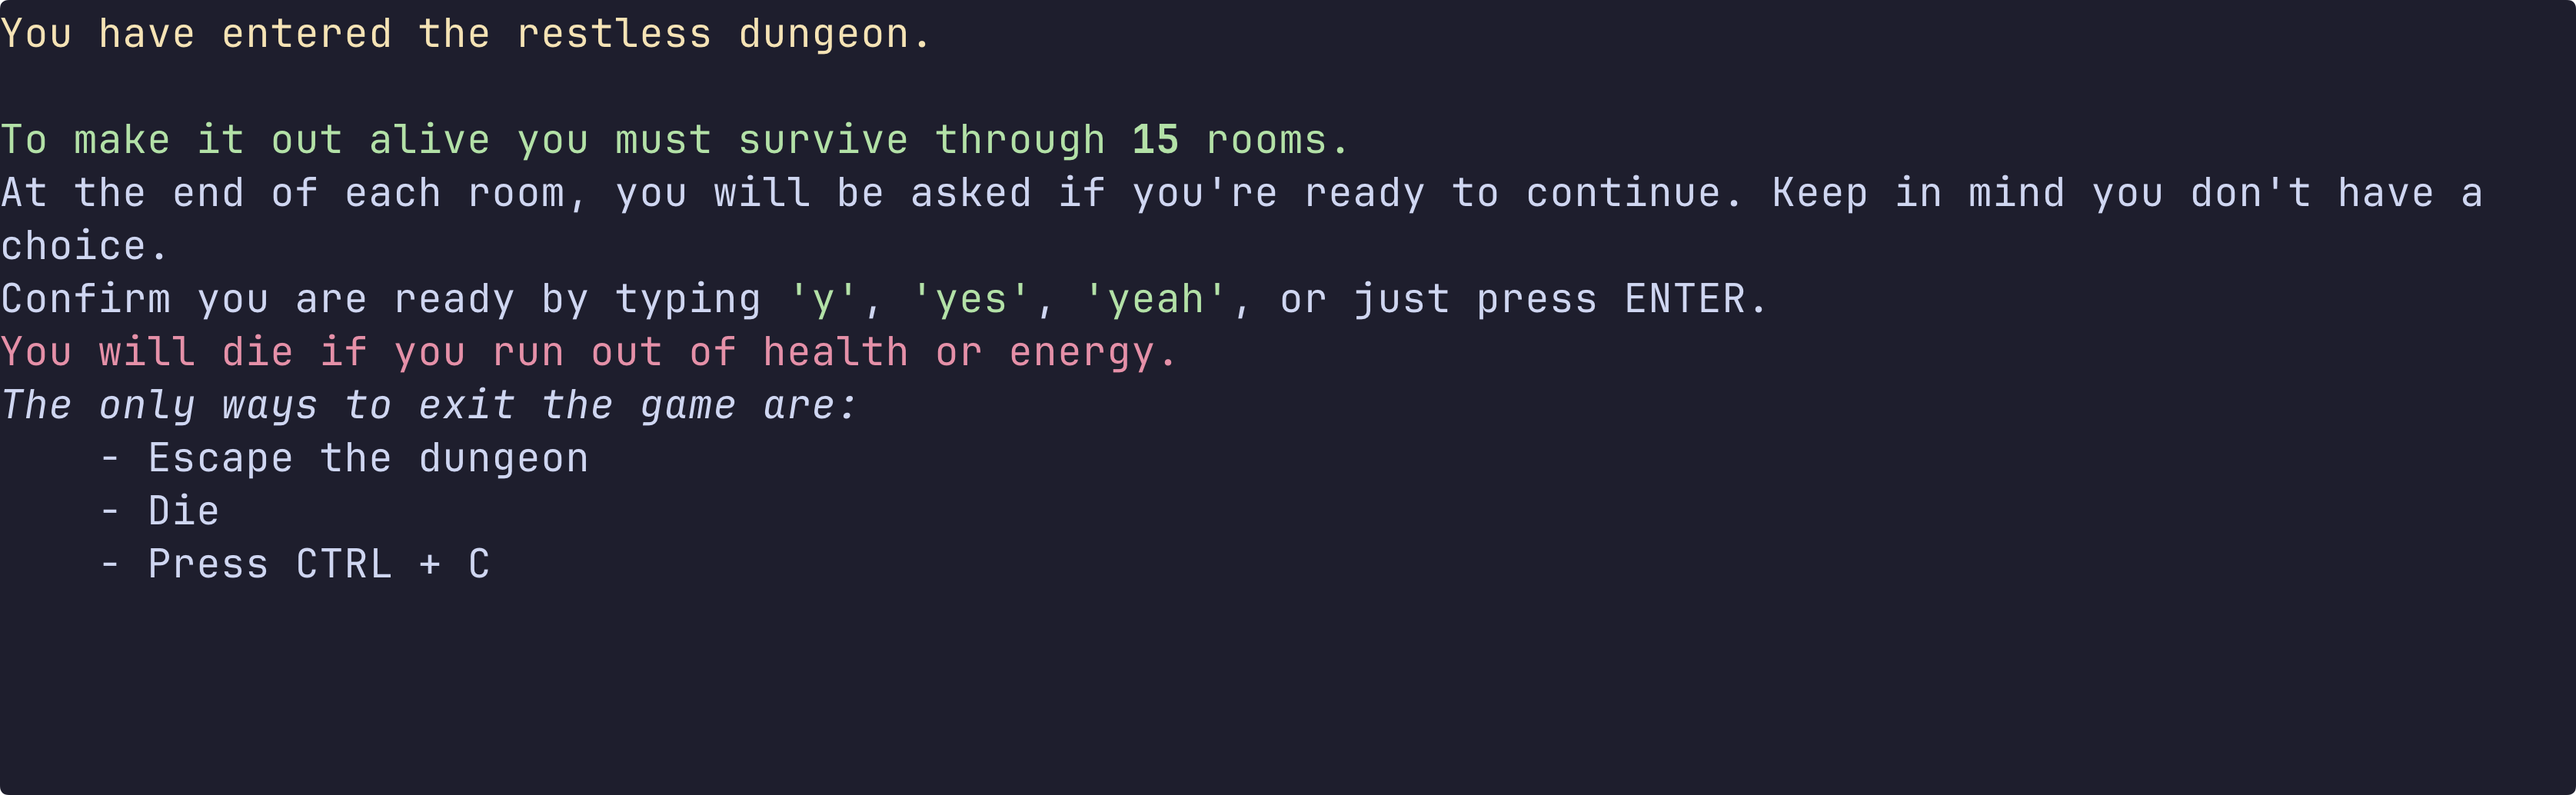 You have entered the restless dungeon.
To make it out alive you must survive through 15 rooms.
At the end of each room, you will be asked if you're ready to continue. Keep in mind you don't have a
choice.
Confirm you are ready by typing 'y', 'yes', 'yeah', or just press ENTER.
You will die if you run out of health or energy.
The only ways to exit the game are:
    - Escape the dungeon
    - Die
    - Press CTRL + C